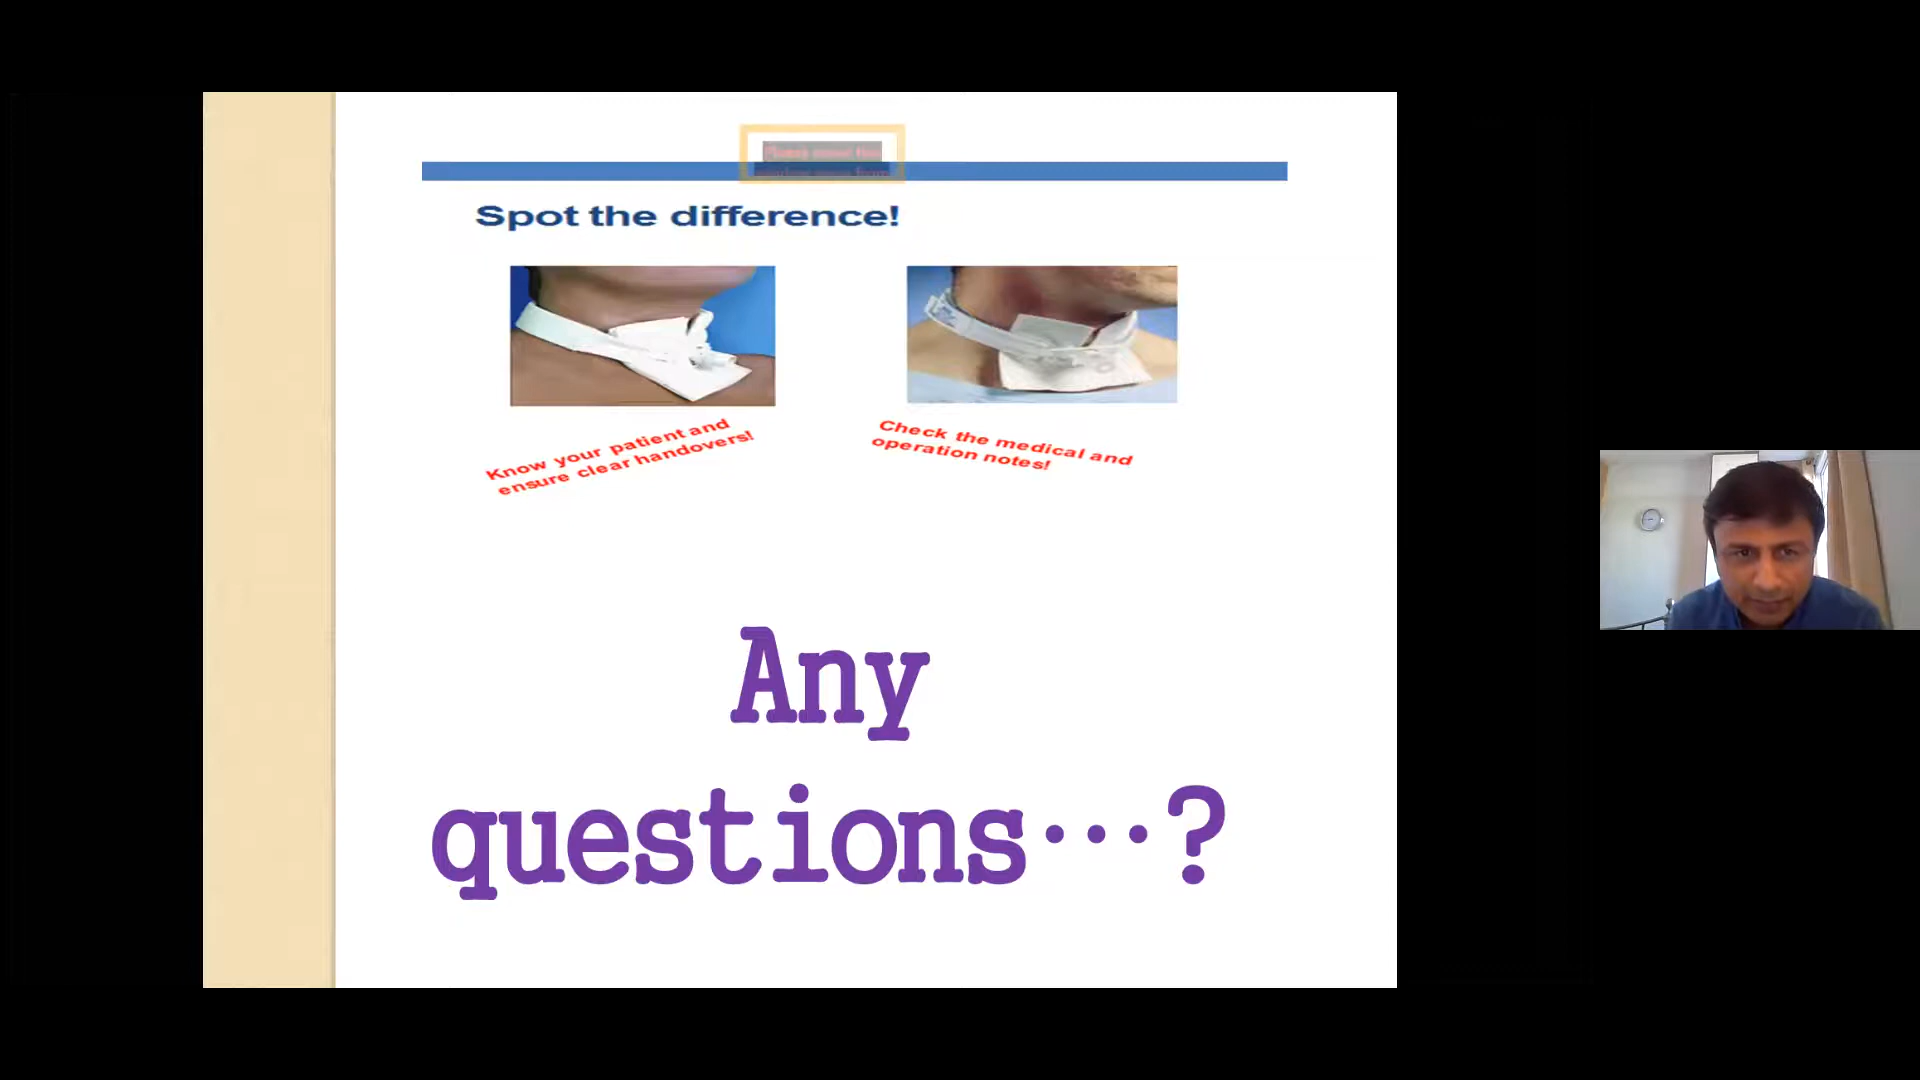 Spot the difference!
Know your patient and
ensure clear handovers!
Check the medical and
operation notes!
Any
questions…?